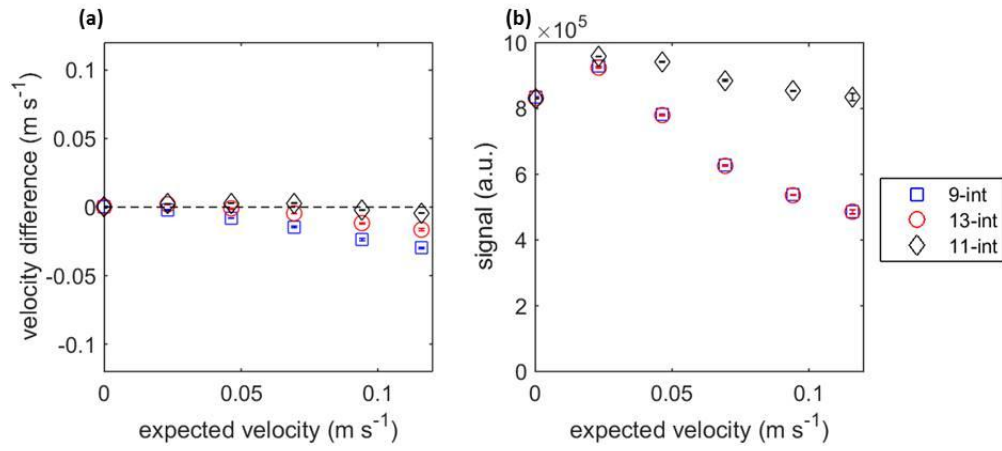 (a)
(b)
×10⁵
0.1
0.05
0
-0.05
-0.1
velocity difference (m s⁻¹)
0
0.05
0.1
expected velocity (m s⁻¹)
10
8
6
4
2
0
signal (a.u.)
0
0.05
0.1
expected velocity (m s⁻¹)
9-int
13-int
11-int